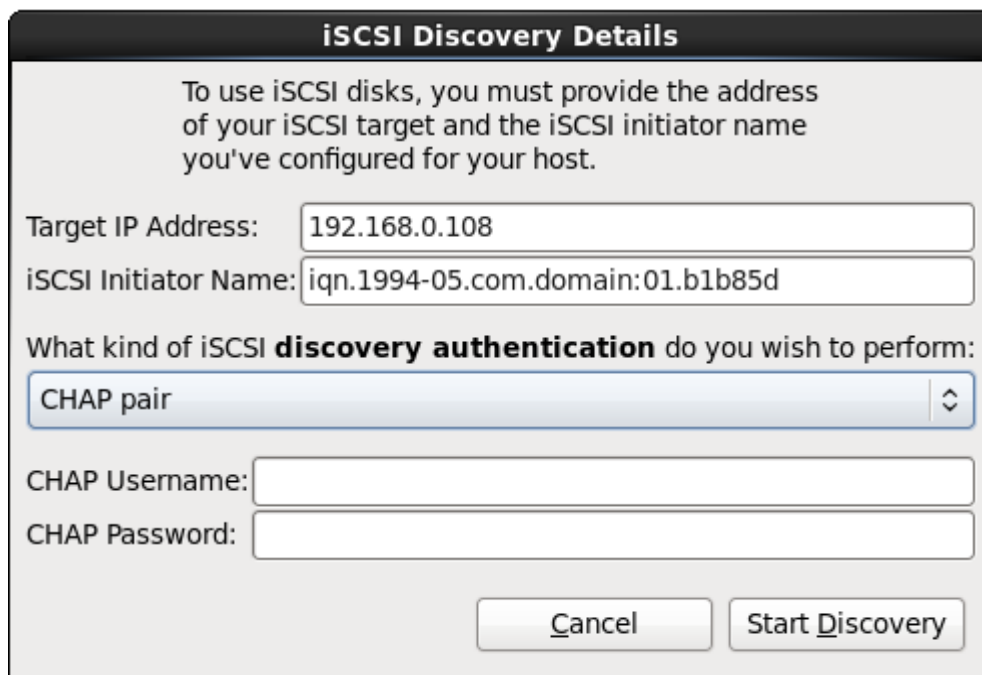 iSCSI Discovery Details
To use iSCSI disks, you must provide the address
of your iSCSI target and the iSCSI initiator name
you've configured for your host.
Target IP Address: 192.168.0.108
iSCSI Initiator Name: iqn.1994-05.com.domain:01.b1b85d
What kind of iSCSI discovery authentication do you wish to perform:
CHAP pair
CHAP Username:
CHAP Password:
Cancel Start Discovery